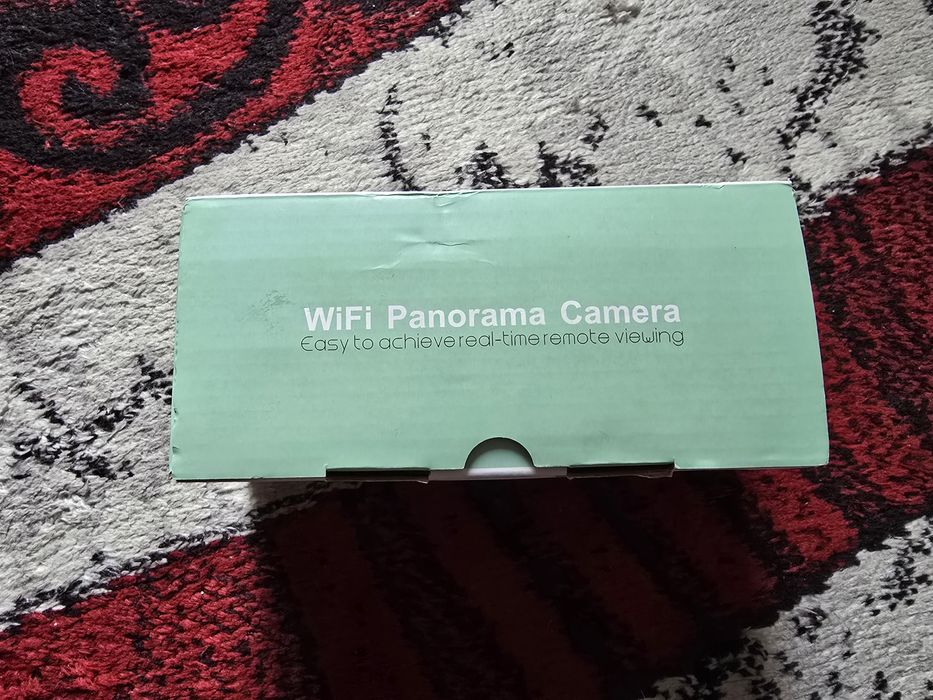 WiFi Panorama Camera
Easy to achieve real-time remote viewing